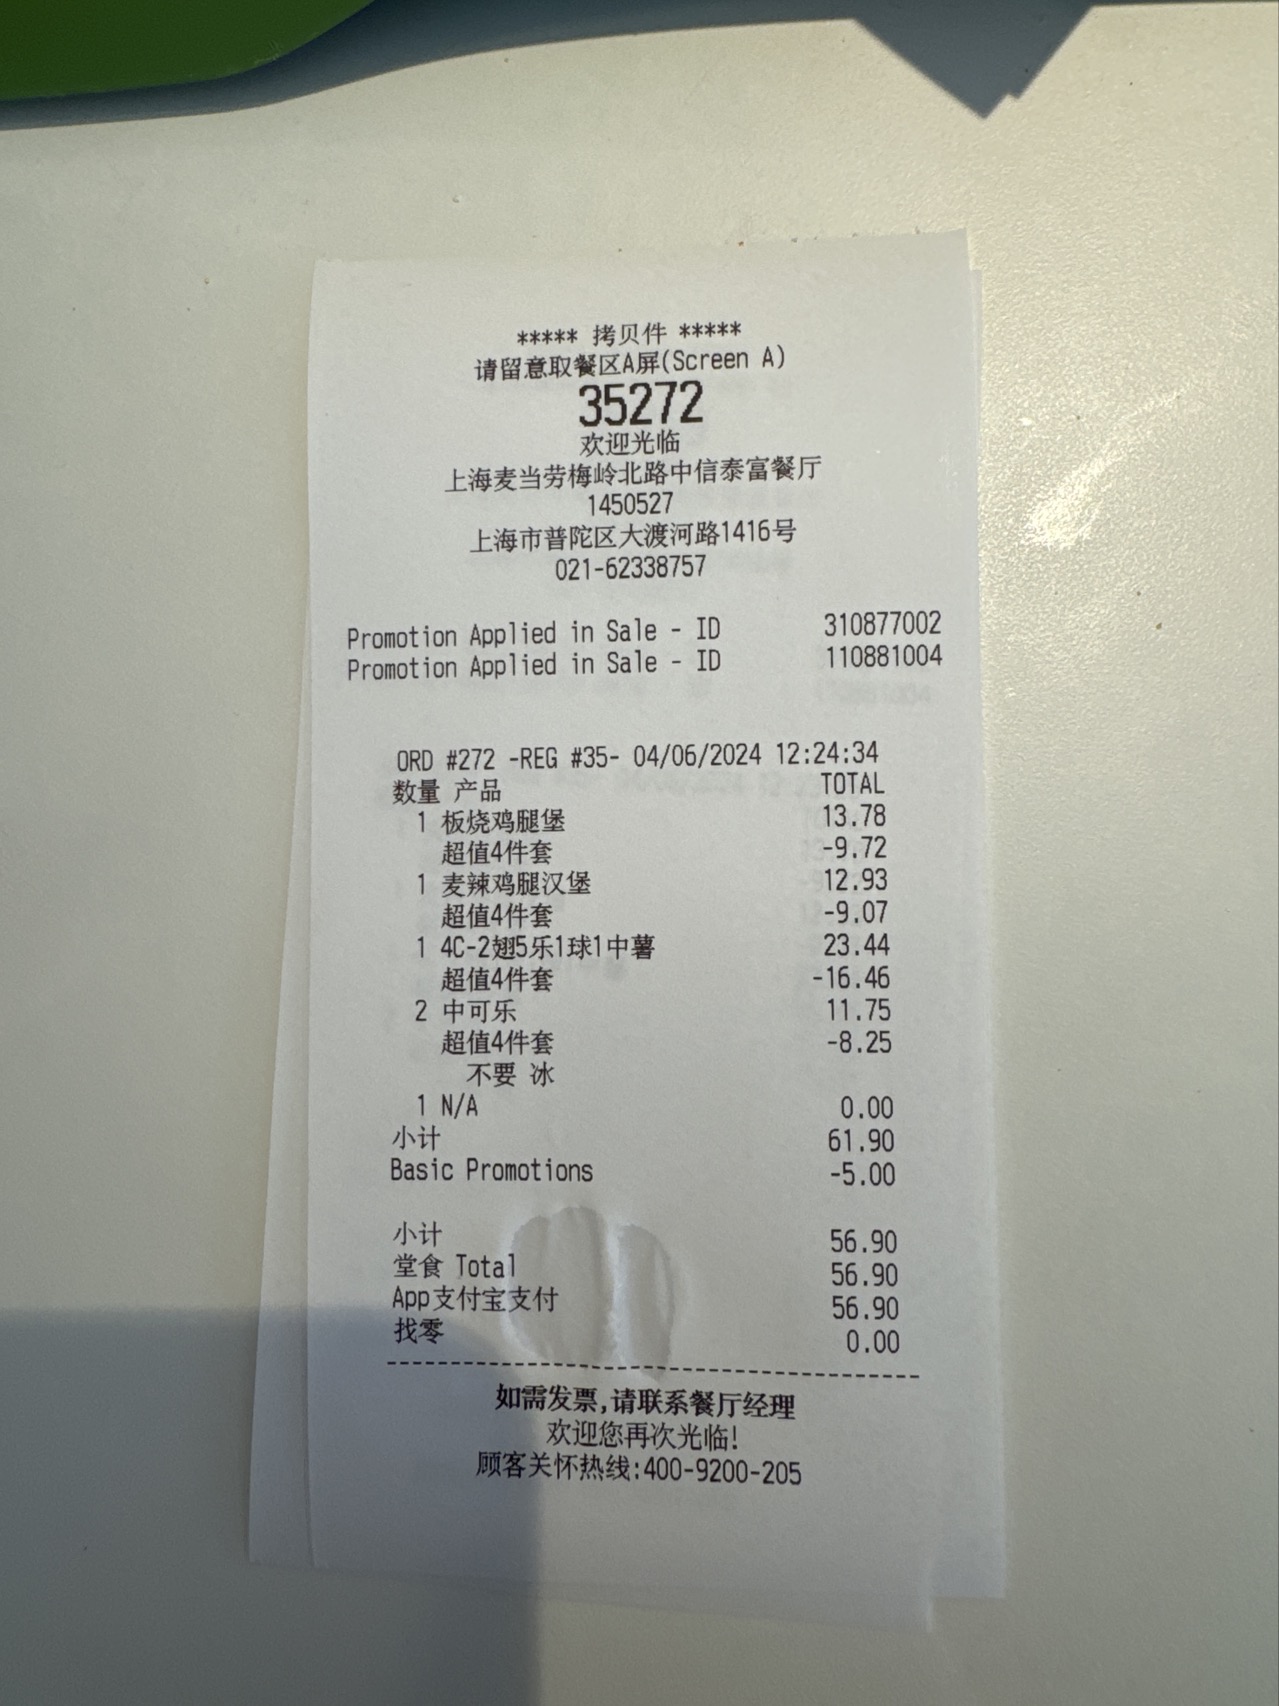 ***** 拷贝件 *****
请留意取餐区A屏(Screen A)
35272
欢迎光临
上海麦当劳梅岭北路中信泰富餐厅
1450527
上海市普陀区大渡河路1416号
021-62338757
Promotion Applied in Sale - ID 310877002
Promotion Applied in Sale - ID 110881004
ORD #272 -REG #35- 04/06/2024 12:24:34
数量 产品 TOTAL
1 板烧鸡腿堡 13.78
超值4件套 -9.72
1 麦辣鸡腿汉堡 12.93
超值4件套 -9.07
1 4C-2翅5乐1球1中薯 23.44
超值4件套 -16.46
2 中可乐 11.75
超值4件套 -8.25
不要 冰
1 N/A 0.00
小计 61.90
Basic Promotions -5.00
小计 56.90
堂食 Total 56.90
App支付宝支付 56.90
找零 0.00
如需发票,请联系餐厅经理
欢迎您再次光临!
顾客关怀热线:400-9200-205